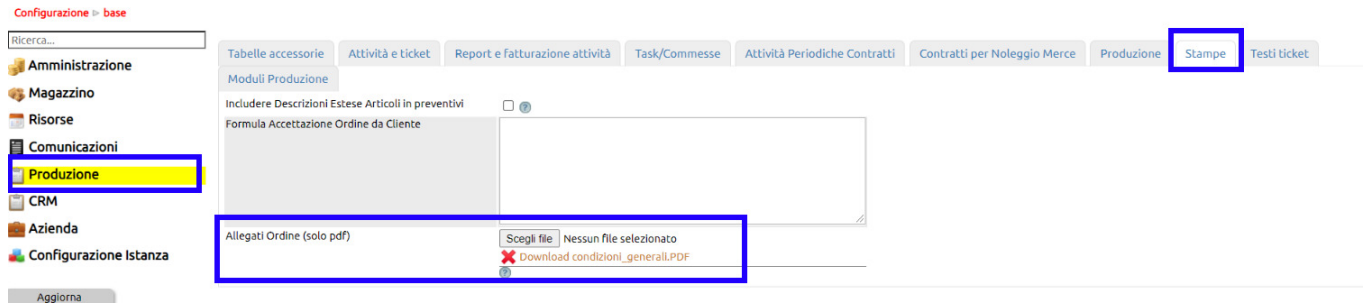 Configurazione ▷ base
Ricerca...
Amministrazione
Magazzino
Risorse
Comunicazioni
Produzione
CRM
Azienda
Configurazione Istanza
Aggiorna
Tabelle accessorie Attività e ticket Report e fatturazione attività Task/Commesse Attività Periodiche Contratti Contratti per Noleggio Merce Produzione Stampe Testi ticket
Moduli Produzione
Includere Descrizioni Estese Articoli in preventivi
Formula Accettazione Ordine da Cliente
Allegati Ordine (solo pdf)
Scegli file Nessun file selezionato
Download condizioni_generali.PDF